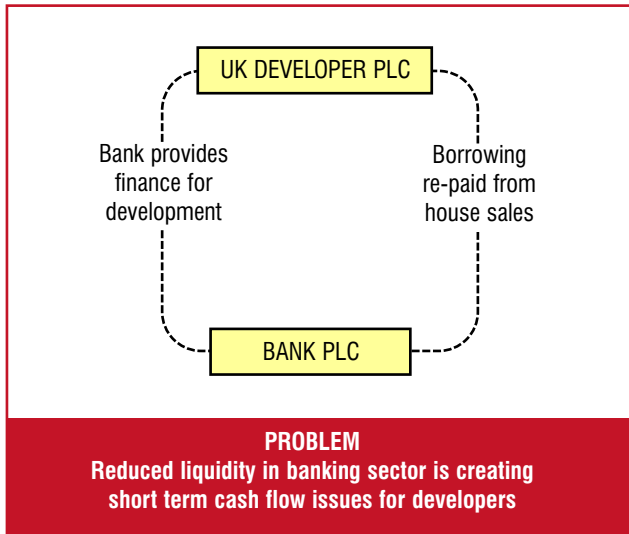 UK DEVELOPER PLC
Bank provides
finance for
development
Borrowing
re-paid from
house sales
BANK PLC
PROBLEM
Reduced liquidity in banking sector is creating
short term cash flow issues for developers